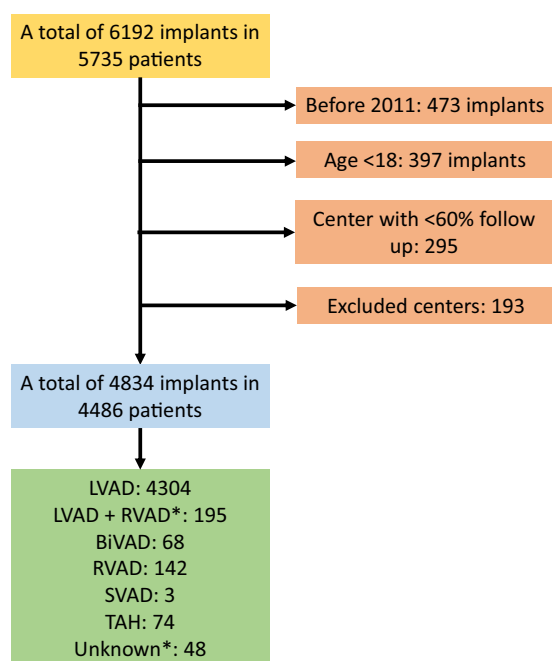 A total of 6192 implants in
5735 patients
Before 2011: 473 implants
Age <18: 397 implants
Center with <60% follow
up: 295
Excluded centers: 193
A total of 4834 implants in
4486 patients
LVAD: 4304
LVAD + RVAD*: 195
BiVAD: 68
RVAD: 142
SVAD: 3
TAH: 74
Unknown*: 48